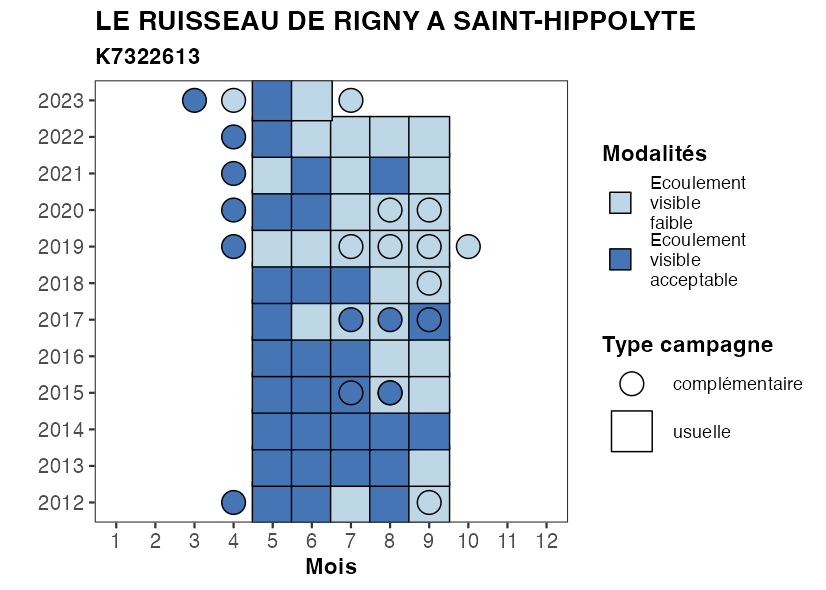 LE RUISSEAU DE RIGNY A SAINT-HIPPOLYTE
K7322613
2023
2022
2021
2020
2019
2018
2017
2016
2015
2014
2013
2012
1 2 3 4 5 6 7 8 9 10 11 12
Mois
Modalités
Ecoulement
visible
faible
Ecoulement
visible
acceptable
Type campagne
complémentaire
usuelle